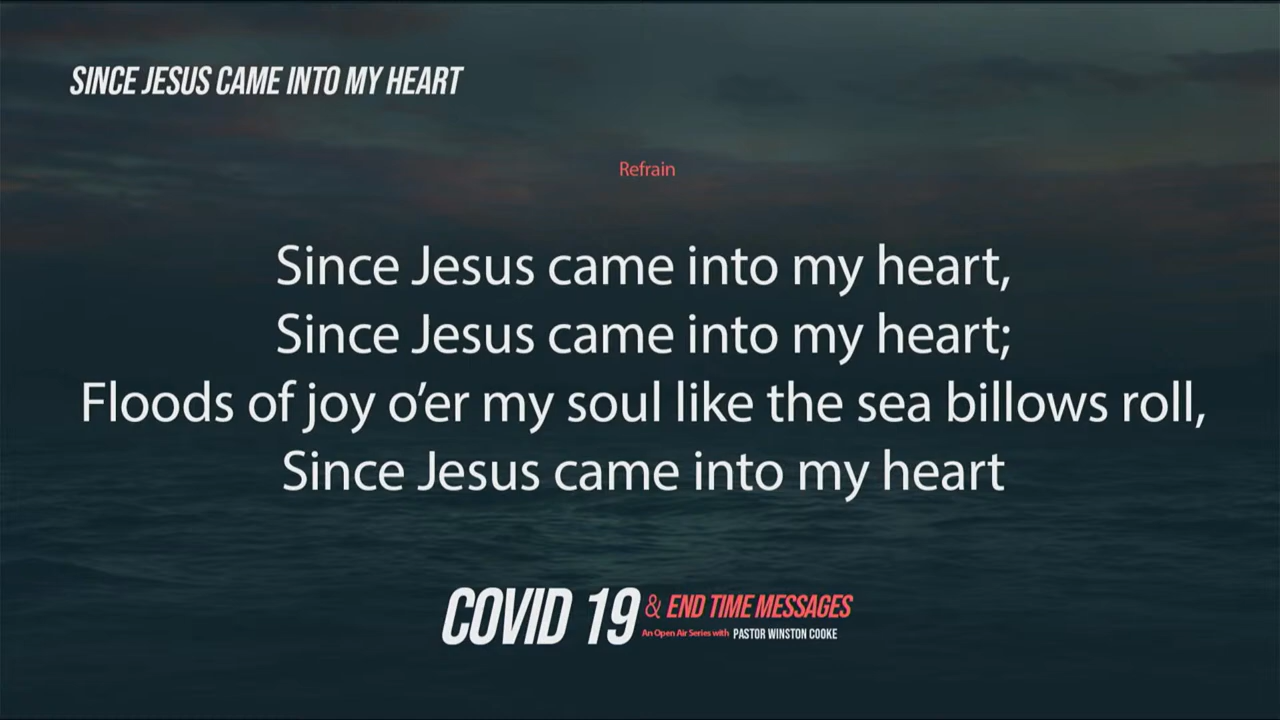 SINCE JESUS CAME INTO MY HEART
Refrain
Since Jesus came into my heart,
Since Jesus came into my heart;
Floods of joy o’er my soul like the sea billows roll,
Since Jesus came into my heart
COVID 19 & END TIME MESSAGES
An Open Air Series with PASTOR WINSTON COOKE